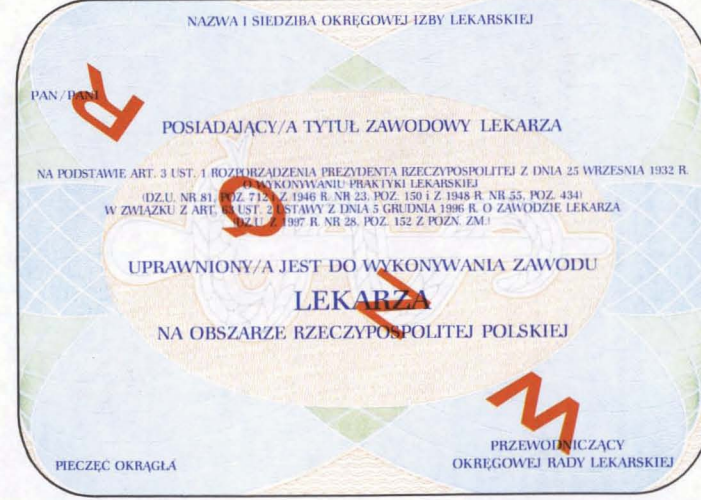 NAZWA I SIEDZIBA OKRĘGOWEJ IZBY LEKARSKIEJ
PAN/PANI
POSIADAJĄCY/A TYTUŁ ZAWODOWY LEKARZA
NA PODSTAWIE ART. 3 UST. 1 ROZPORZĄDZENIA PREZYDENTA RZECZYPOSPOLITEJ Z DNIA 25 WRZEŚNIA 1932 R.
O WYKONYWANIU PRAKTYKI LEKARSKIEJ
(DZ.U. NR 81, POZ. 712 I Z 1946 R. NR 23, POZ. 150 i Z 1948 R. NR 55, POZ. 434)
W ZWIĄZKU Z ART. 63 UST. 2 USTAWY Z DNIA 5 GRUDNIA 1996 R. O ZAWODZIE LEKARZA
(DZ.U. Z 1997 R. NR 28, POZ. 152 Z POZN. ZM.)
UPRAWNIONY/A JEST DO WYKONYWANIA ZAWODU
LEKARZA
NA OBSZARZE RZECZYPOSPOLITEJ POLSKIEJ
PIECZĘĆ OKRĄGŁA
PRZEWODNICZĄCY
OKRĘGOWEJ RADY LEKARSKIEJ
WZÓR